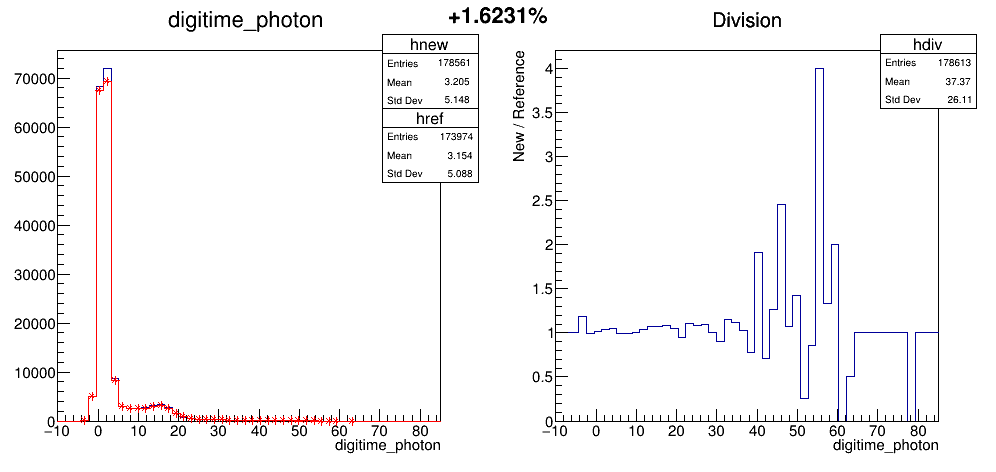 digitime_photon
+1.6231%
Division
hnew
Entries 178561
Mean 3.205
Std Dev 5.148
href
Entries 173974
Mean 3.154
Std Dev 5.088
70000
60000
50000
40000
30000
20000
10000
0
−10 0 10 20 30 40 50 60 70 80
digitime_photon
hdiv
Entries 178613
Mean 37.37
Std Dev 26.11
New / Reference
4
3.5
3
2.5
2
1.5
1
0.5
0
−10 0 10 20 30 40 50 60 70 80
digitime_photon